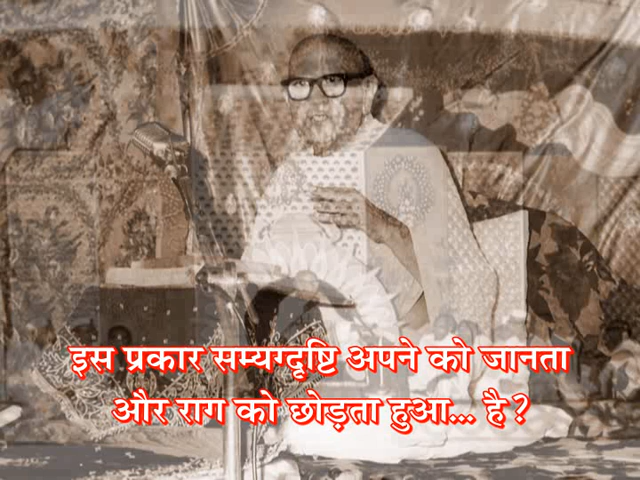 इस प्रकार सम्यग्दृष्टि अपने को जानता
और राग को छोड़ता हुआ... है?